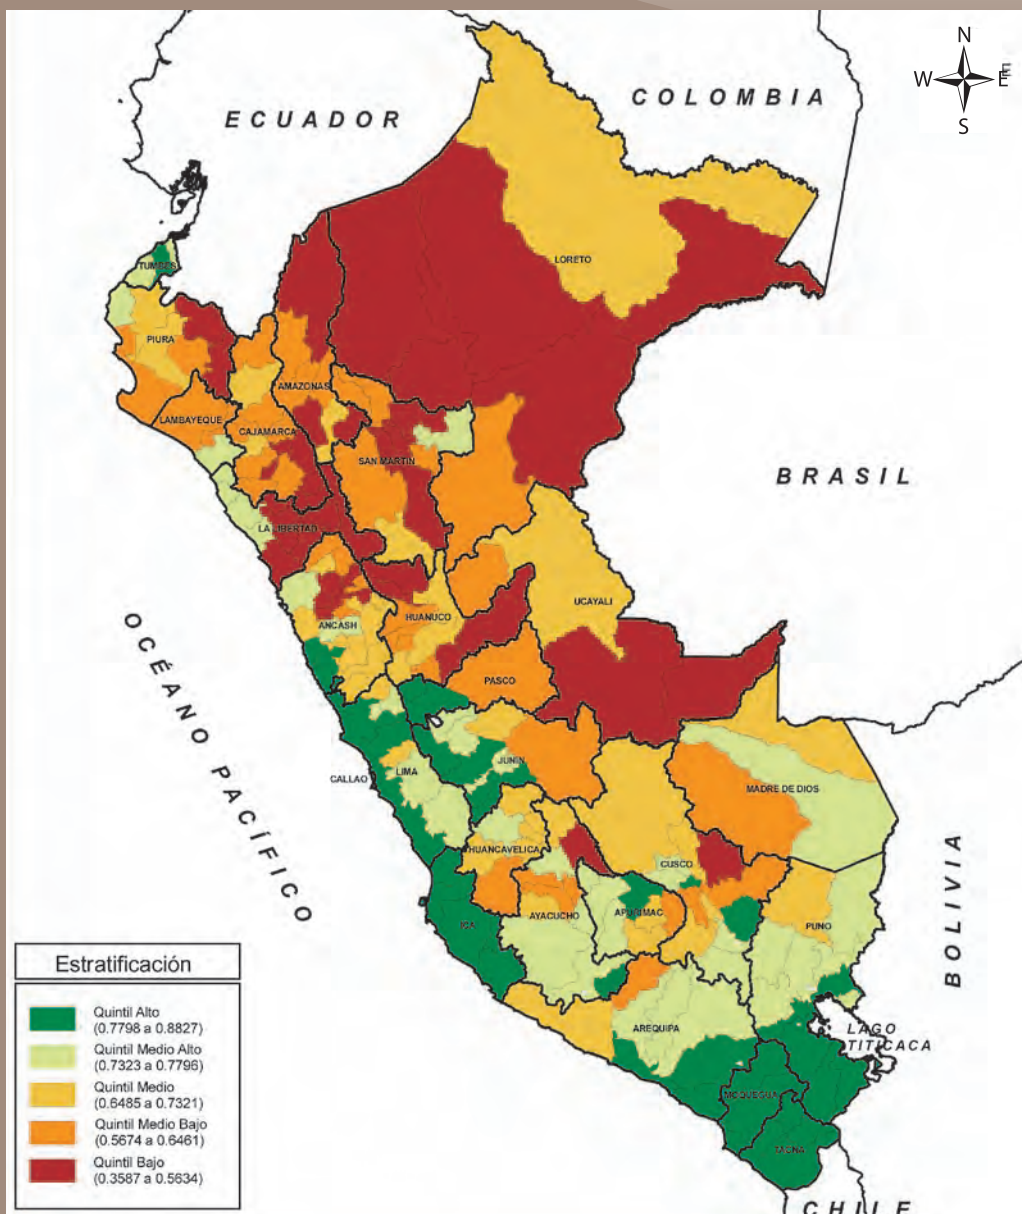 N
W
E
S
COLOMBIA
ECUADOR
LORETO
TUMBES
PIURA
AMAZONAS
LAMBAYEQUE
CAJAMARCA
SAN MARTIN
BRASIL
LA LIBERTAD
UCAYALI
ANCASH
HUANUCO
PASCO
OCÉANO PACÍFICO
JUNIN
CALLAO
LIMA
MADRE DE DIOS
HUANCAVELICA
CUSCO
AYACUCHO
APURIMAC
ICA
PUNO
BOLIVIA
AREQUIPA
LAGO
TITICACA
MOQUEGUA
TACNA
CHILE
Estratificación
Quintil Alto
(0.7798 a 0.8827)
Quintil Medio Alto
(0.7323 a 0.7796)
Quintil Medio
(0.6485 a 0.7321)
Quintil Medio Bajo
(0.5674 a 0.6461)
Quintil Bajo
(0.3587 a 0.5634)